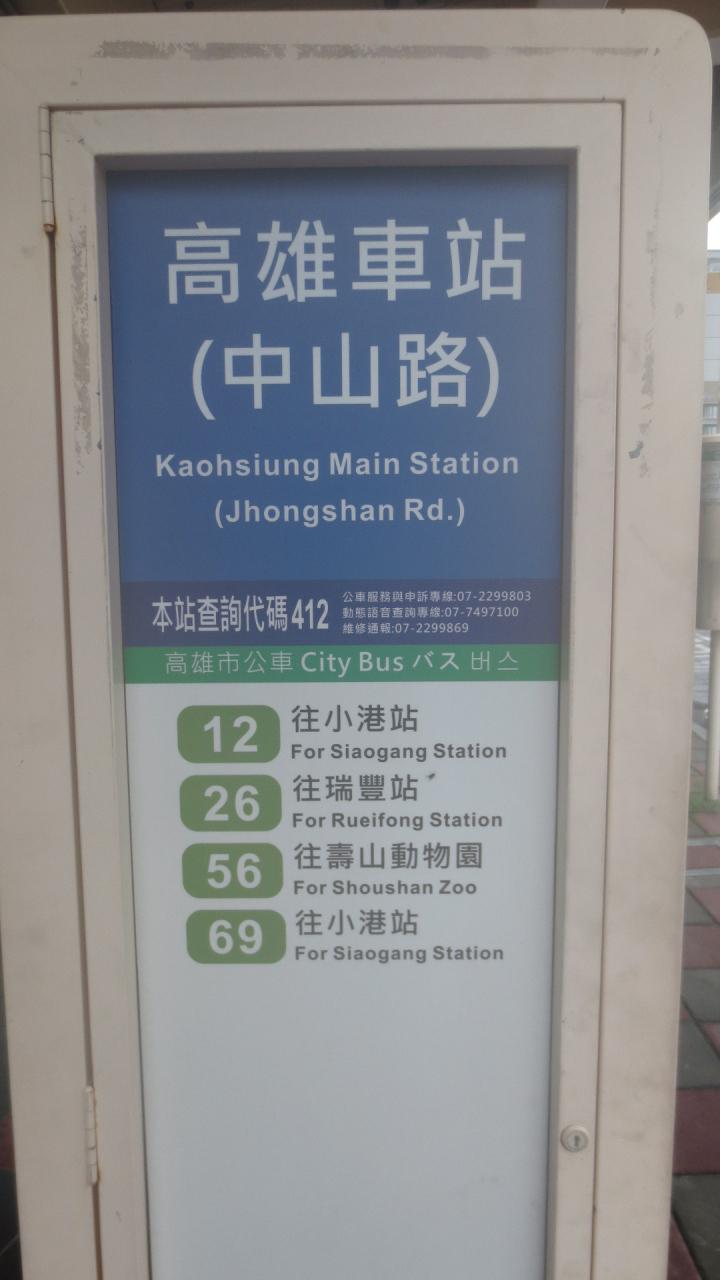 高雄車站
(中山路)
Kaohsiung Main Station
(Jhongshan Rd.)
本站查詢代碼412
公車服務與申訴專線:07-2299803
動態語音查詢專線:07-7497100
維修通報:07-2299869
高雄市公車 City Bus バス 버스
12 往小港站
For Siaogang Station
26 往瑞豐站
For Rueifong Station
56 往壽山動物園
For Shoushan Zoo
69 往小港站
For Siaogang Station